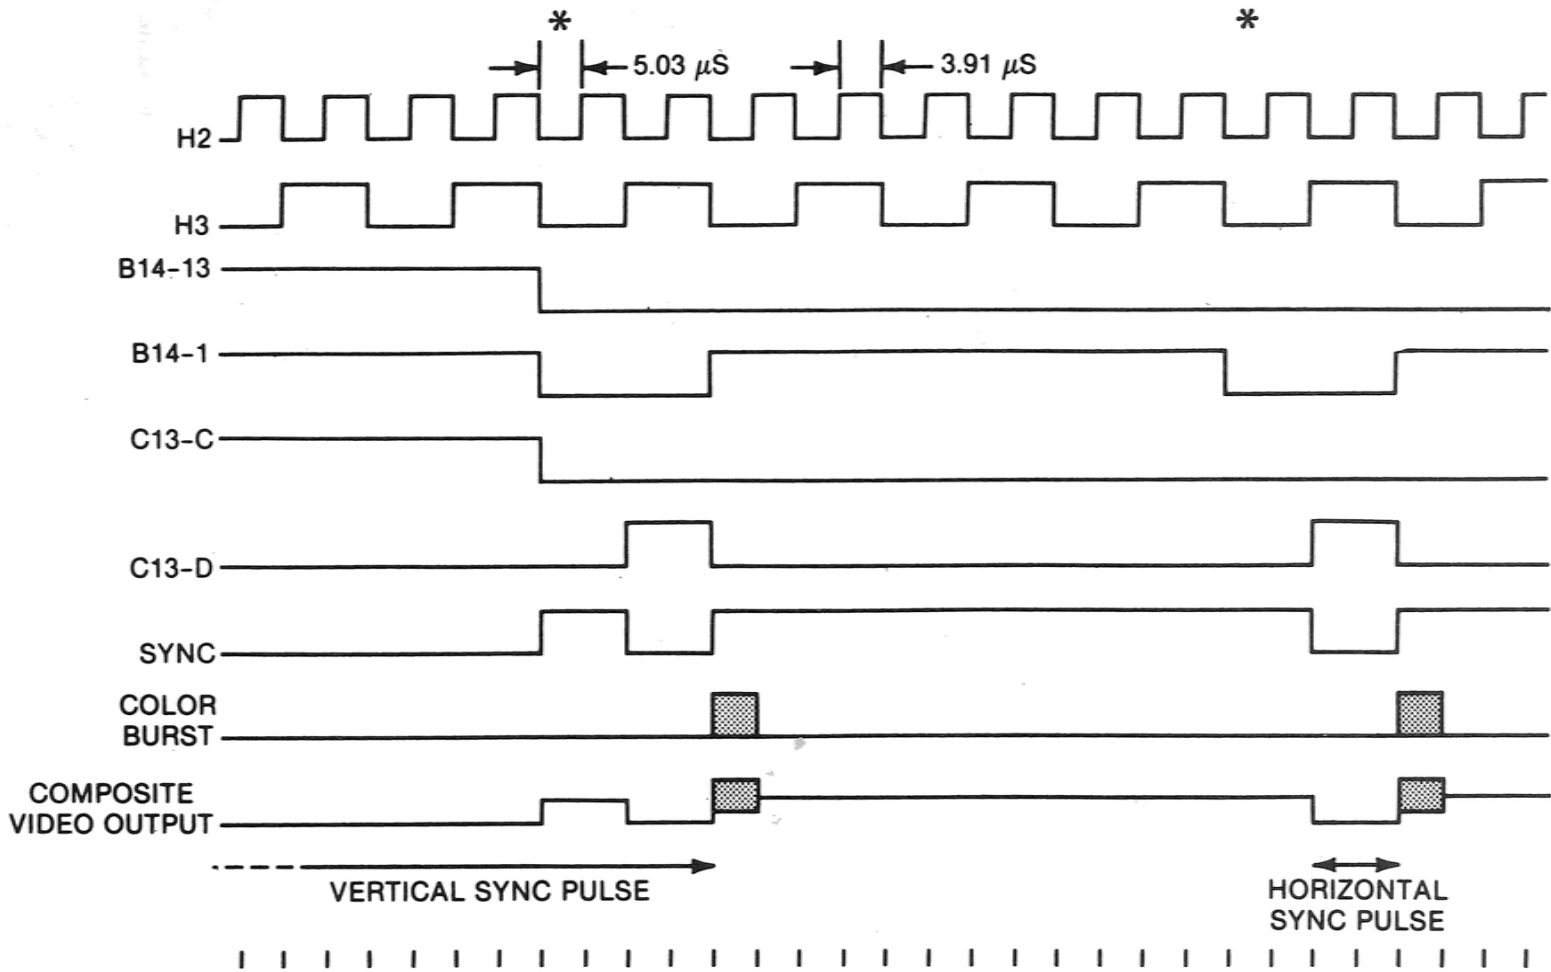 *
*
5.03 μS
3.91 μS
H2
H3
B14-13
B14-1
C13-C
C13-D
SYNC
COLOR
BURST
COMPOSITE
VIDEO OUTPUT
VERTICAL SYNC PULSE
HORIZONTAL
SYNC PULSE